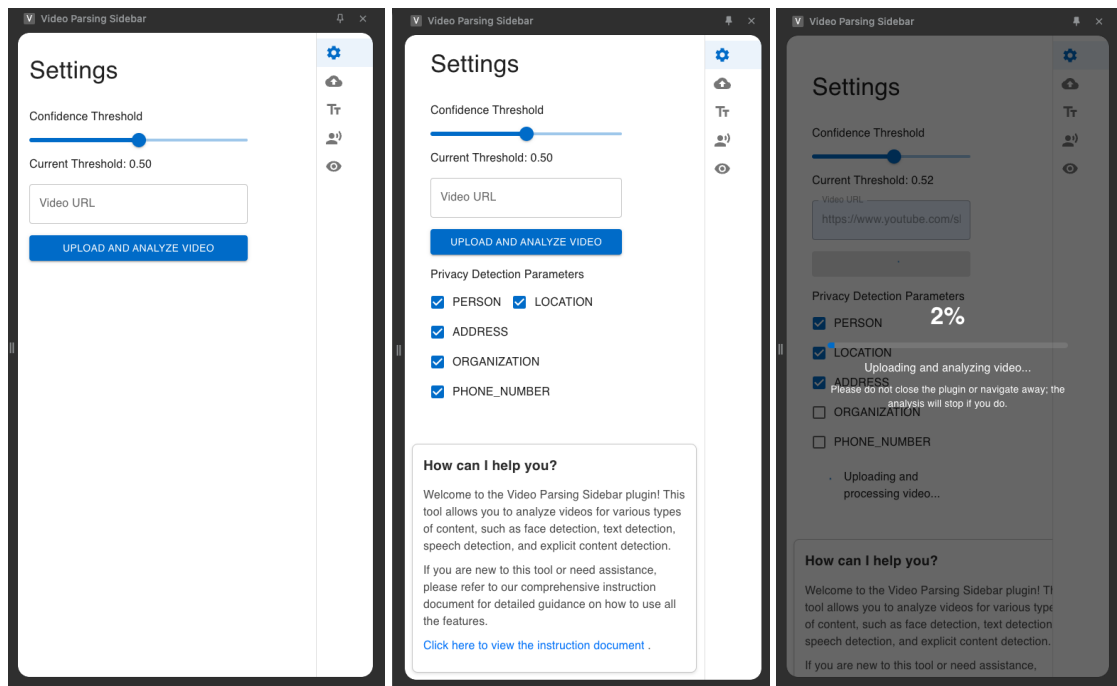 V Video Parsing Sidebar
Settings
Confidence Threshold
Current Threshold: 0.50
Video URL
UPLOAD AND ANALYZE VIDEO
Tт
V Video Parsing Sidebar
Settings
Confidence Threshold
Current Threshold: 0.50
Video URL
UPLOAD AND ANALYZE VIDEO
Privacy Detection Parameters
PERSON LOCATION
ADDRESS
ORGANIZATION
PHONE_NUMBER
How can I help you?
Welcome to the Video Parsing Sidebar plugin! This
tool allows you to analyze videos for various types
of content, such as face detection, text detection,
speech detection, and explicit content detection.
If you are new to this tool or need assistance,
please refer to our comprehensive instruction
document for detailed guidance on how to use all
the features.
Click here to view the instruction document .
Tт
V Video Parsing Sidebar
Settings
Confidence Threshold
Current Threshold: 0.52
Video URL
https://www.youtube.com/sl
Privacy Detection Parameters
PERSON
2%
LOCATION
Uploading and analyzing video...
ADDRESS
Please do not close the plugin or navigate away; the
analysis will stop if you do.
ORGANIZATION
PHONE_NUMBER
Uploading and
processing video...
How can I help you?
Welcome to the Video Parsing Sidebar plugin! Th
tool allows you to analyze videos for various type
of content, such as face detection, text detection
speech detection, and explicit content detection.
If you are new to this tool or need assistance,
Tт